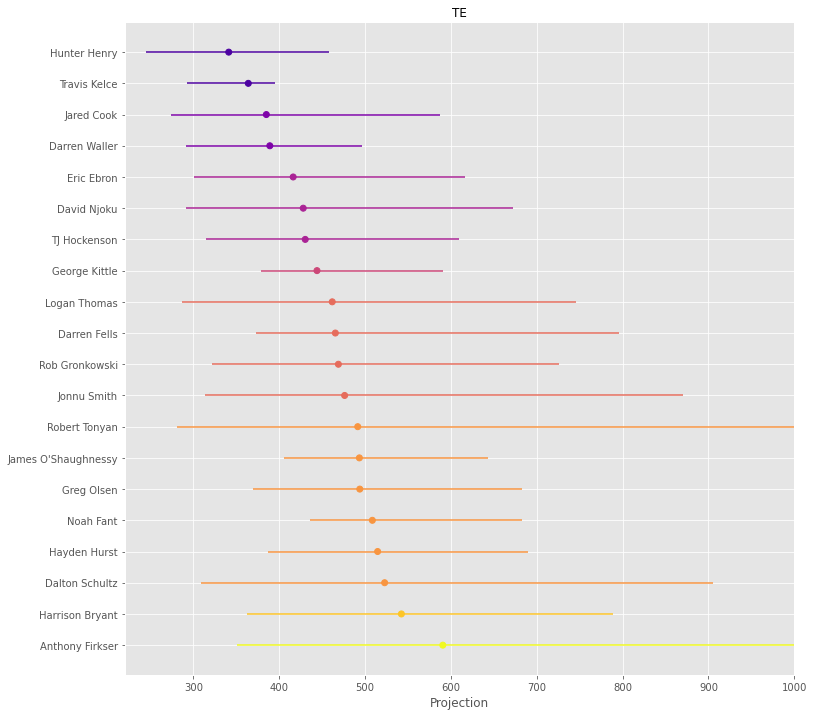 TE
Hunter Henry
Travis Kelce
Jared Cook
Darren Waller
Eric Ebron
David Njoku
TJ Hockenson
George Kittle
Logan Thomas
Darren Fells
Rob Gronkowski
Jonnu Smith
Robert Tonyan
James O'Shaughnessy
Greg Olsen
Noah Fant
Hayden Hurst
Dalton Schultz
Harrison Bryant
Anthony Firkser
300 400 500 600 700 800 900 1000
Projection